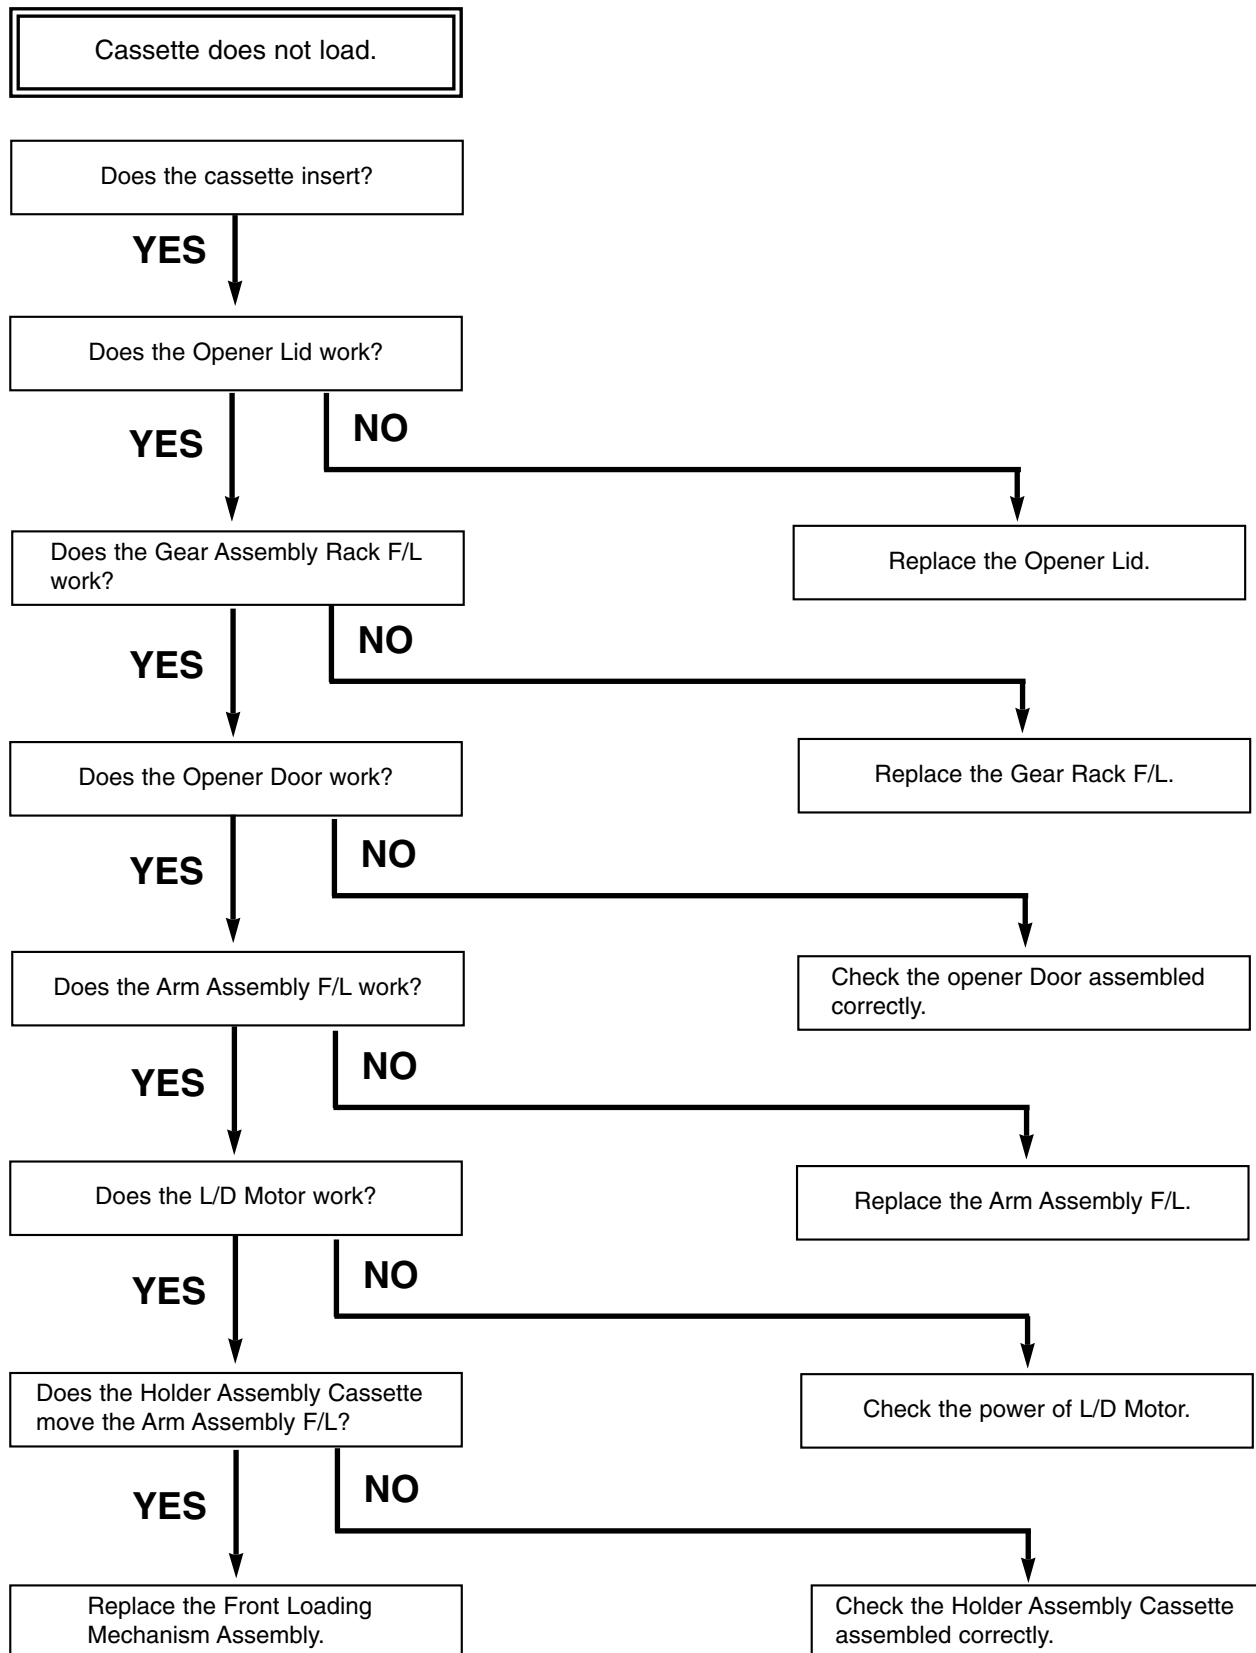 Cassette does not load.
Does the cassette insert?
YES
Does the Opener Lid work?
YES
NO
Does the Gear Assembly Rack F/L
work?
Replace the Opener Lid.
YES
NO
Does the Opener Door work?
Replace the Gear Rack F/L.
YES
NO
Does the Arm Assembly F/L work?
Check the opener Door assembled
correctly.
YES
NO
Does the L/D Motor work?
Replace the Arm Assembly F/L.
YES
NO
Does the Holder Assembly Cassette
move the Arm Assembly F/L?
Check the power of L/D Motor.
YES
NO
Replace the Front Loading
Mechanism Assembly.
Check the Holder Assembly Cassette
assembled correctly.